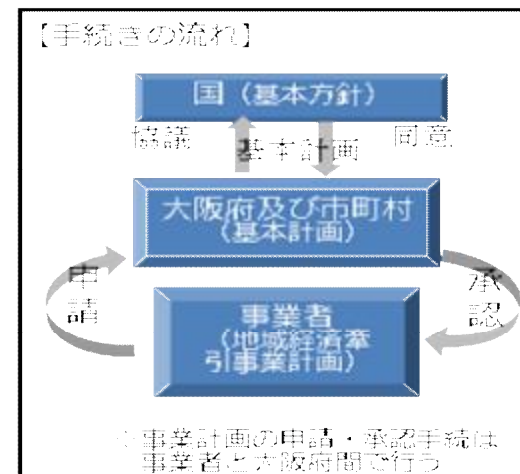 【手続きの流れ】
国（基本方針）
協議
基本計画
同意
大阪府及び市町村
（基本計画）
申請
承認
事業者
（地域経済牽
引事業計画）
※事業計画の申請・承認手続は
事業者と大阪府間で行う